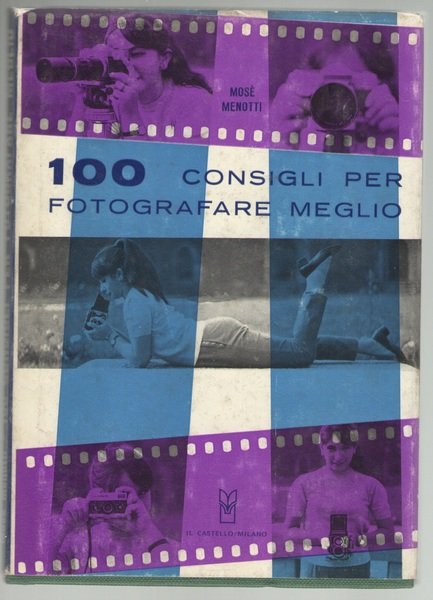 MOSÈ
MENOTTI
100 CONSIGLI PER
FOTOGRAFARE MEGLIO
IL CASTELLO/MILANO